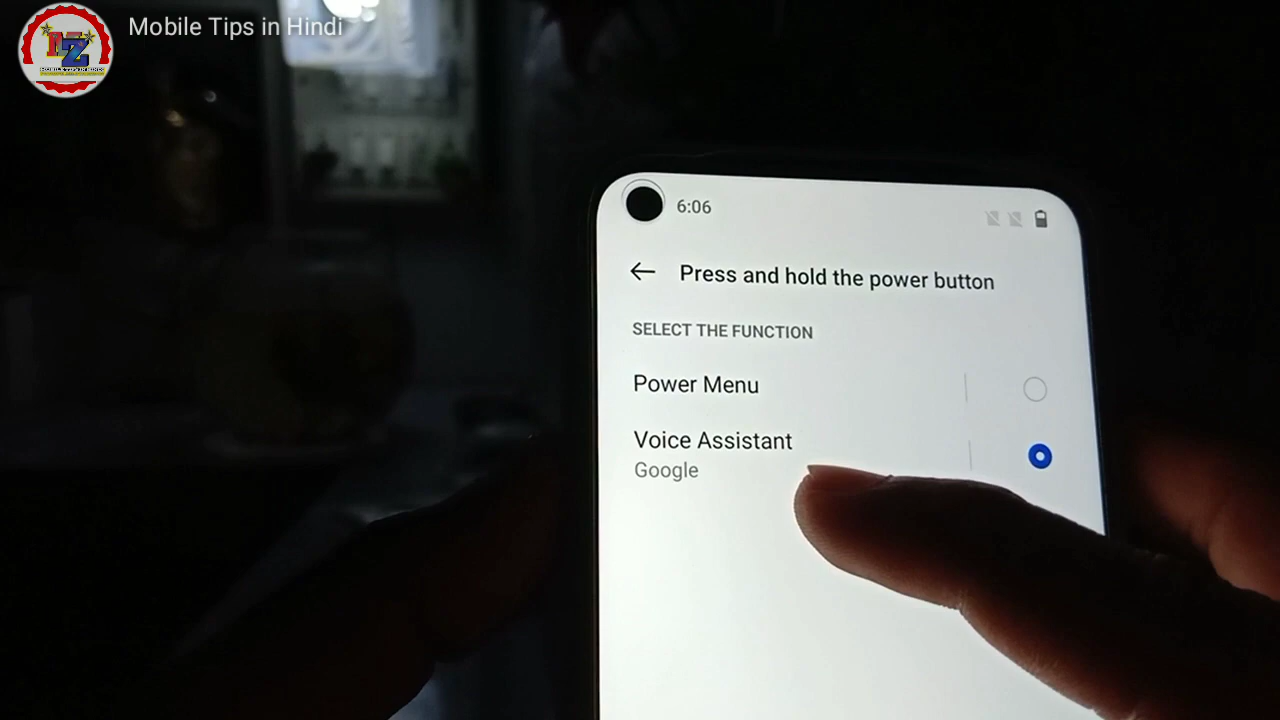 Mobile Tips in Hindi
NZ
6:06
Press and hold the power button
SELECT THE FUNCTION
Power Menu
Voice Assistant
Google